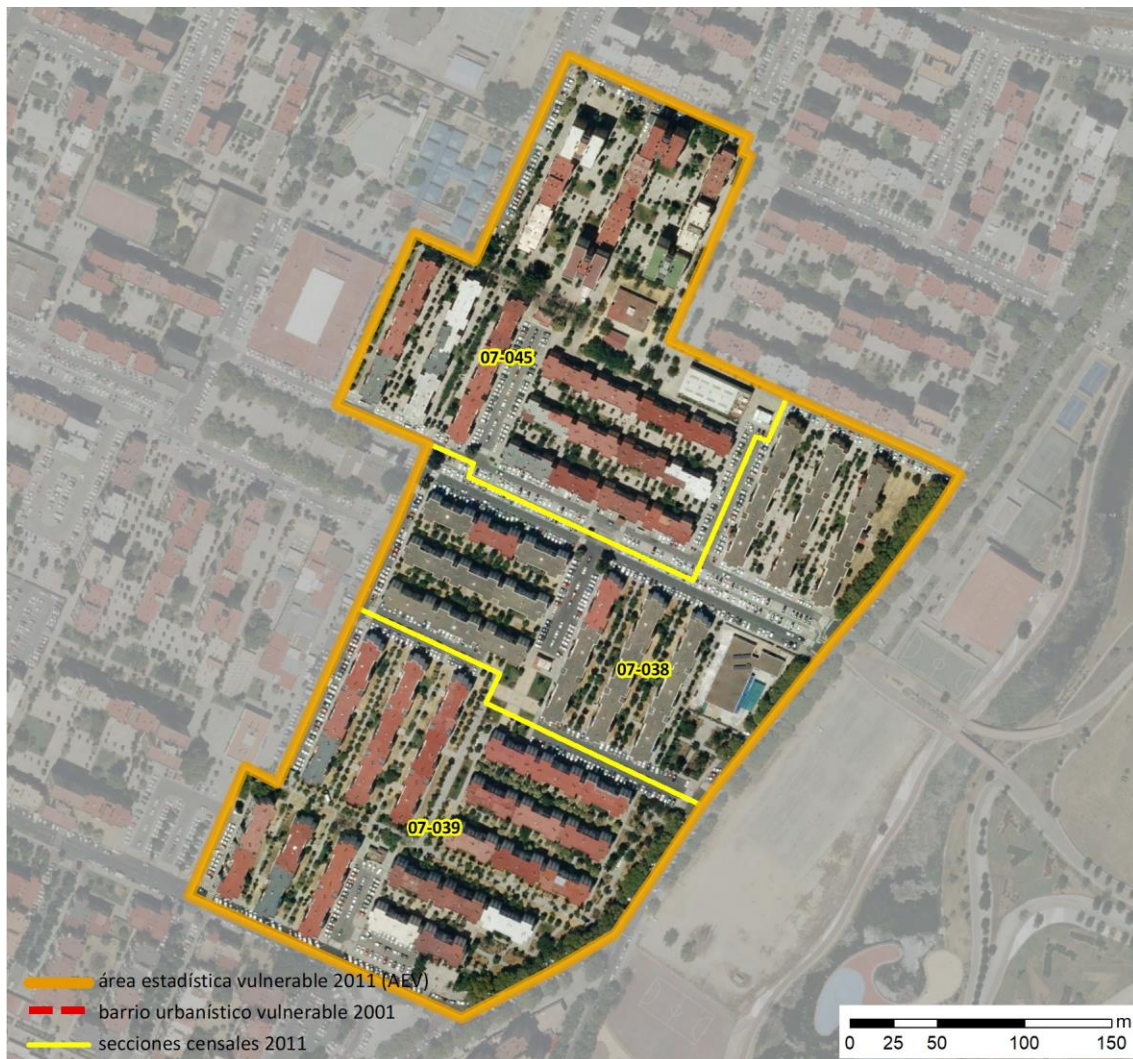 07-045
07-038
07-039
área estadística vulnerable 2011 (AEV)
barrio urbanístico vulnerable 2001
secciones censales 2011
m
0 25 50 100 150